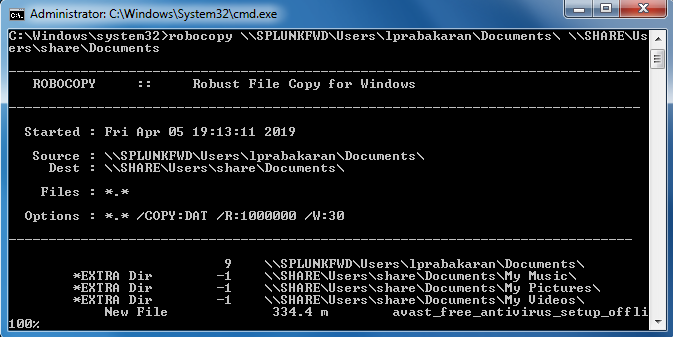 Administrator: C:\Windows\System32\cmd.exe
C:\Windows\system32>robocopy \\SPLUNKFWD\Users\lprabakaran\Documents\ \\SHARE\Us
ers\share\Documents
-------------------------------------------------------------------------------
ROBOCOPY     ::     Robust File Copy for Windows
-------------------------------------------------------------------------------
Started : Fri Apr 05 19:13:11 2019
Source : \\SPLUNKFWD\Users\lprabakaran\Documents\
Dest : \\SHARE\Users\share\Documents\
Files : *.*
Options : *.* /COPY:DAT /R:1000000 /W:30
------------------------------------------------------------------------------
9    \\SPLUNKFWD\Users\lprabakaran\Documents\
*EXTRA Dir        -1    \\SHARE\Users\share\Documents\My Music\
*EXTRA Dir        -1    \\SHARE\Users\share\Documents\My Pictures\
*EXTRA Dir        -1    \\SHARE\Users\share\Documents\My Videos\
New File             334.4 m        avast_free_antivirus_setup_offli
100%